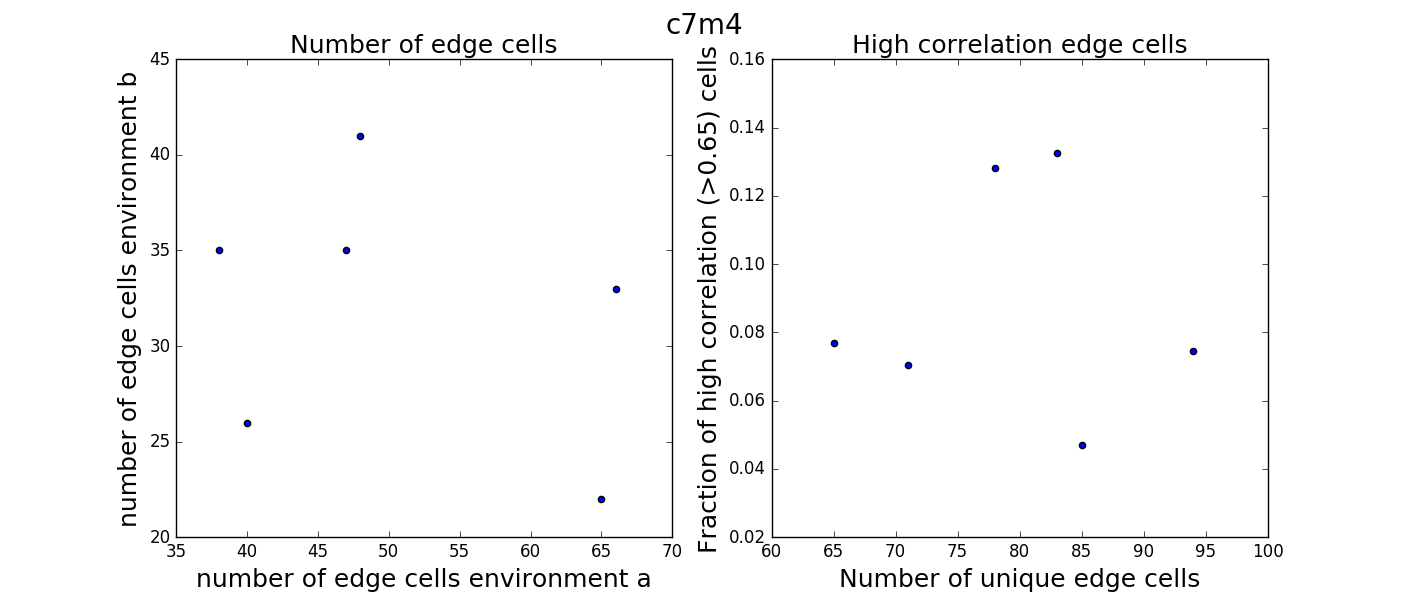 c7m4
Number of edge cells
number of edge cells environment b
45
40
35
30
25
20
35 40 45 50 55 60 65 70
number of edge cells environment a
High correlation edge cells
Fraction of high correlation (>0.65) cells
0.16
0.14
0.12
0.10
0.08
0.06
0.04
0.02
60 65 70 75 80 85 90 95 100
Number of unique edge cells